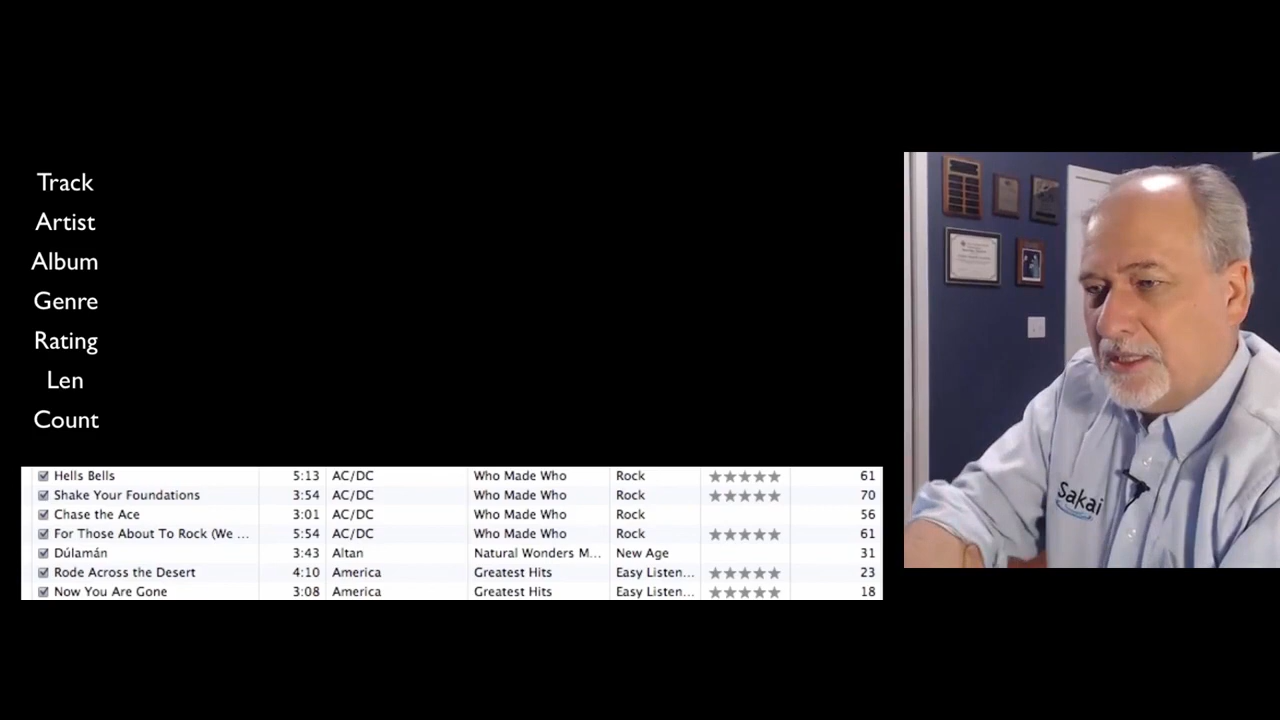 Track
Artist
Album
Genre
Rating
Len
Count
Hells Bells 5:13 AC/DC Who Made Who Rock ★★★★★ 61
Shake Your Foundations 3:54 AC/DC Who Made Who Rock ★★★★★ 70
Chase the Ace 3:01 AC/DC Who Made Who Rock 56
For Those About To Rock (We ... 5:54 AC/DC Who Made Who Rock ★★★★★ 61
Dúlamán 3:43 Altan Natural Wonders M... New Age 31
Rode Across the Desert 4:10 America Greatest Hits Easy Listen... ★★★★★ 23
Now You Are Gone 3:08 America Greatest Hits Easy Listen... ★★★★★ 18
Sakai